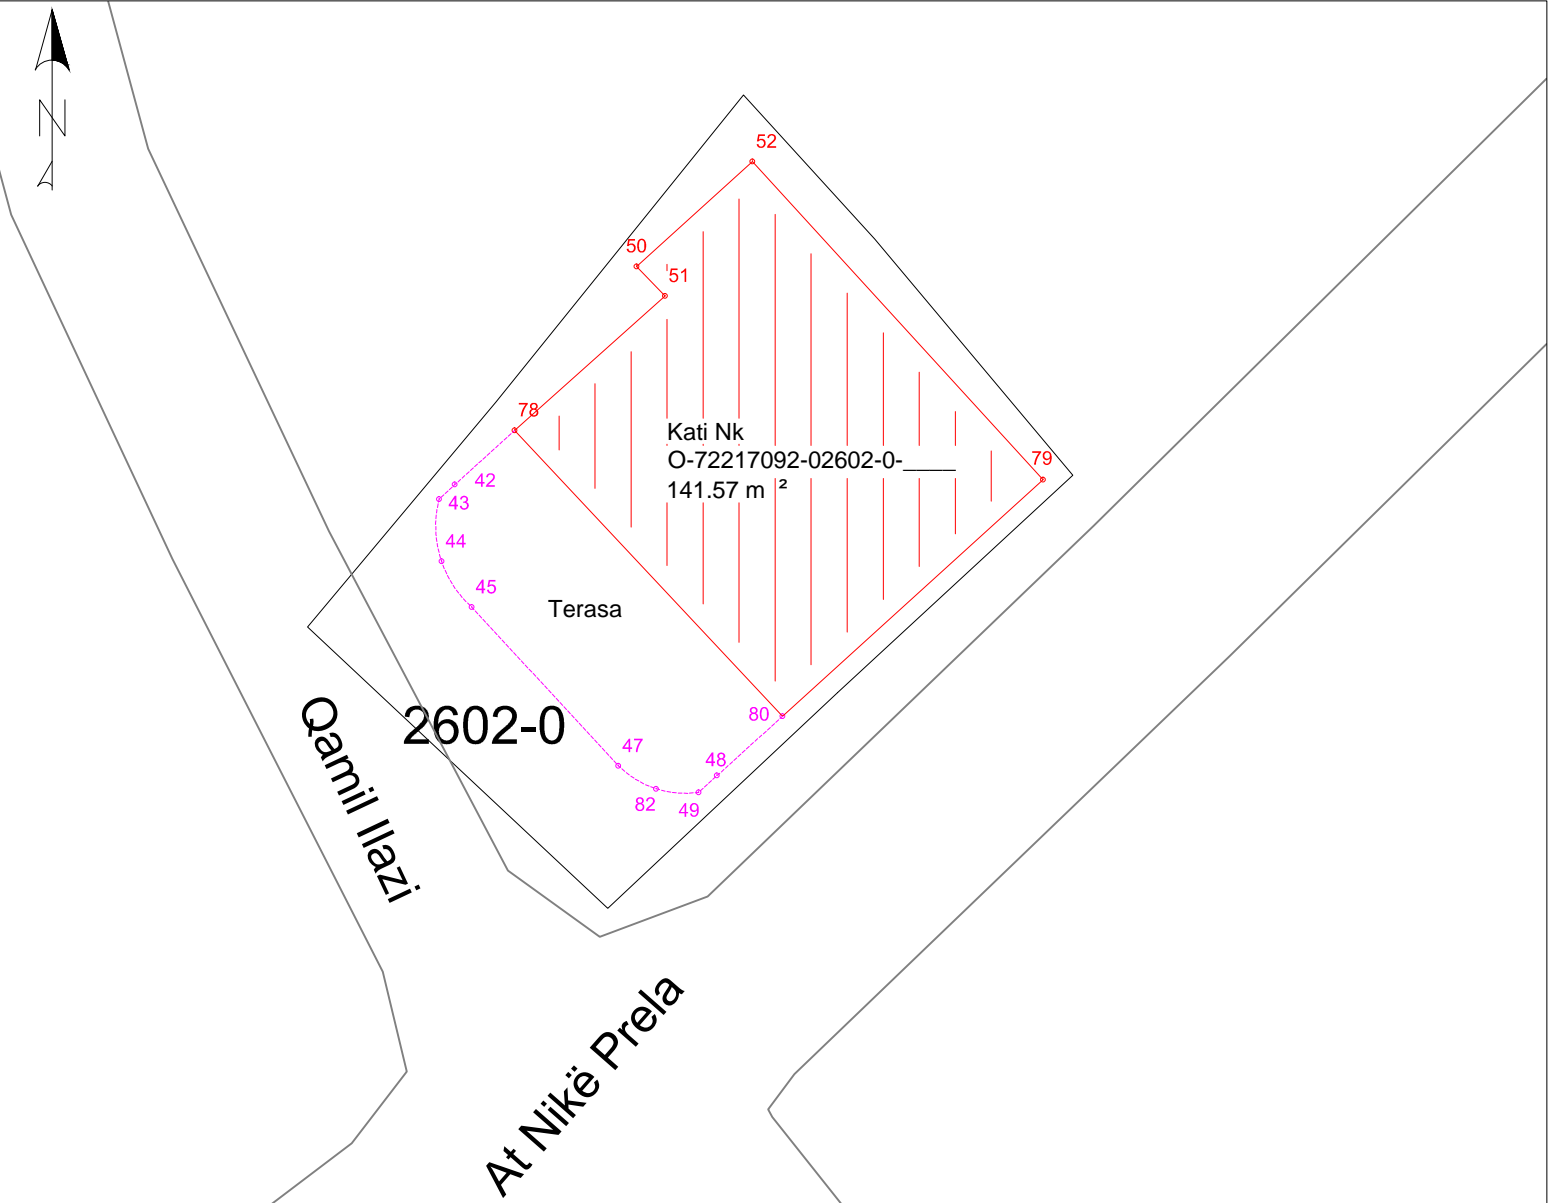 N
52
50
51
78
Kati Nk
O-72217092-02602-0-____
141.57 m ²
79
42
43
44
45
Terasa
80
2602-0
47
48
82
49
Qamil Ilazi
At Nikë Prela